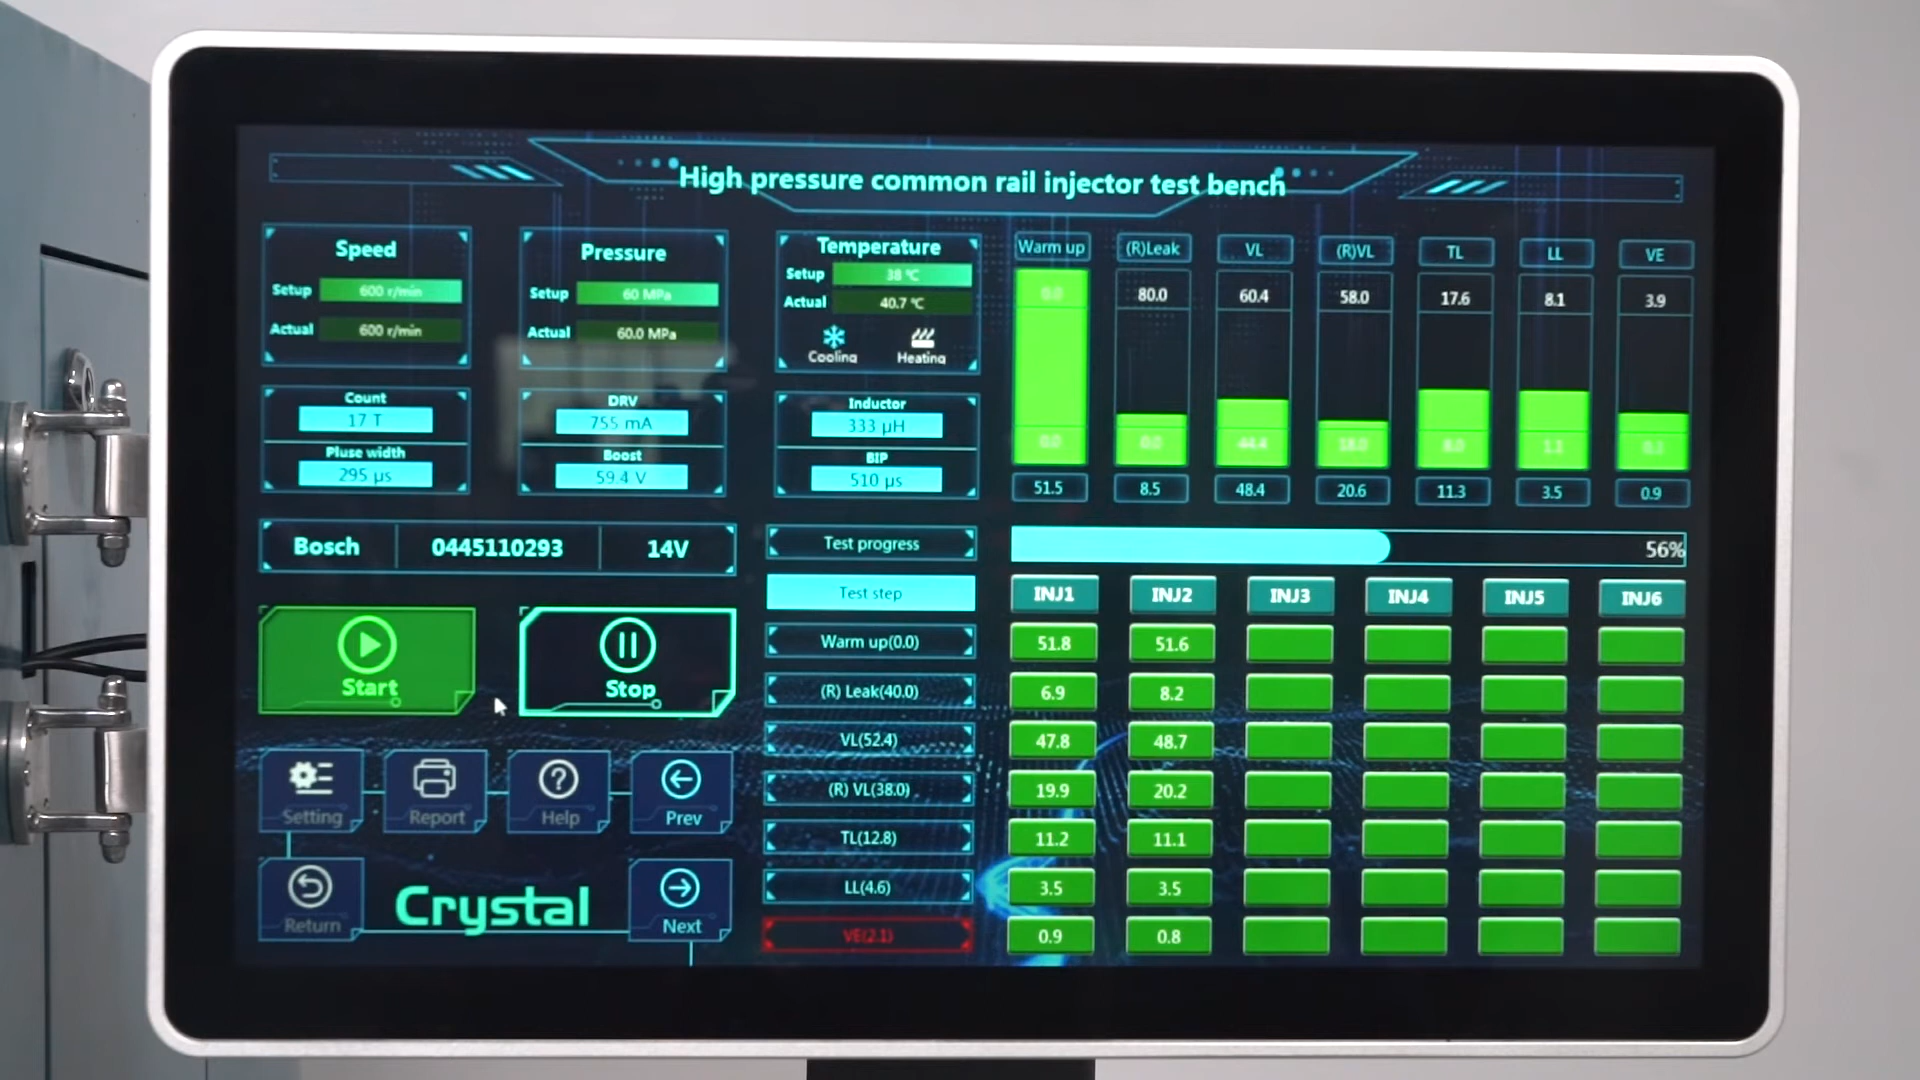 High pressure common rail injector test bench
Speed
Setup 600 r/min
Actual 600 r/min
Pressure
Setup 60 MPa
Actual 60.0 MPa
Temperature
Setup 38 ℃
Actual 40.7 ℃
Cooling Heating
Count
17 T
Pluse width
295 μs
DRV
755 mA
Boost
59.4 V
Inductor
333 μH
BIP
510 μs
Warm up (R)Leak VL (R)VL TL LL VE
0.0 80.0 60.4 58.0 17.6 8.1 3.9
0.0 0.0 44.4 18.0 8.0 1.1
51.5 8.5 48.4 20.6 11.3 3.5 0.9
Bosch 0445110293 14V
Test progress 56%
Start
Stop
Setting Report Help Prev
Return Crystal Next
Test step INJ1 INJ2 INJ3 INJ4 INJ5 INJ6
Warm up(0.0) 51.8 51.6
(R) Leak(40.0) 6.9 8.2
VL(52.4) 47.8 48.7
(R) VL(38.0) 19.9 20.2
TL(12.8) 11.2 11.1
LL(4.6) 3.5 3.5
VE(2.1) 0.9 0.8